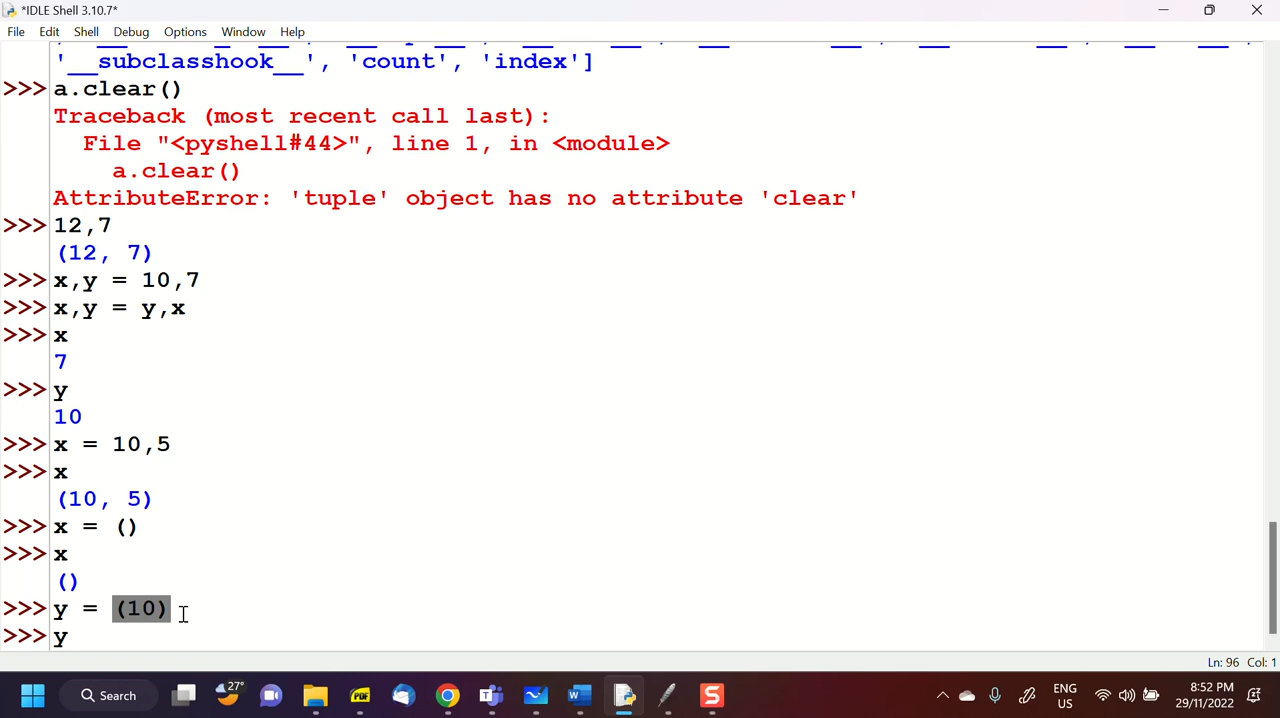 *IDLE Shell 3.10.7*
File Edit Shell Debug Options Window Help
'__subclasshook__', 'count', 'index']
>>> a.clear()
Traceback (most recent call last):
File "<pyshell#44>", line 1, in <module>
a.clear()
AttributeError: 'tuple' object has no attribute 'clear'
>>> 12,7
(12, 7)
>>> x,y = 10,7
>>> x,y = y,x
>>> x
7
>>> y
10
>>> x = 10,5
>>> x
(10, 5)
>>> x = ()
>>> x
()
>>> y = (10)
>>> y
Ln: 96 Col: 1
Search 27° PDF W S ENG US 8:52 PM 29/11/2022